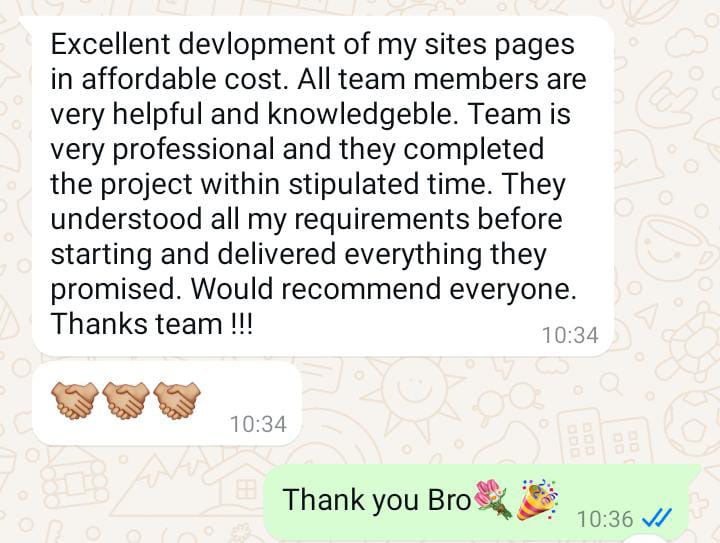 Excellent devlopment of my sites pages
in affordable cost. All team members are
very helpful and knowledgeble. Team is
very professional and they completed
the project within stipulated time. They
understood all my requirements before
starting and delivered everything they
promised. Would recommend everyone.
Thanks team !!!
10:34
🤝🏼🤝🏼🤝🏼
10:34
Thank you Bro💐🎉
10:36